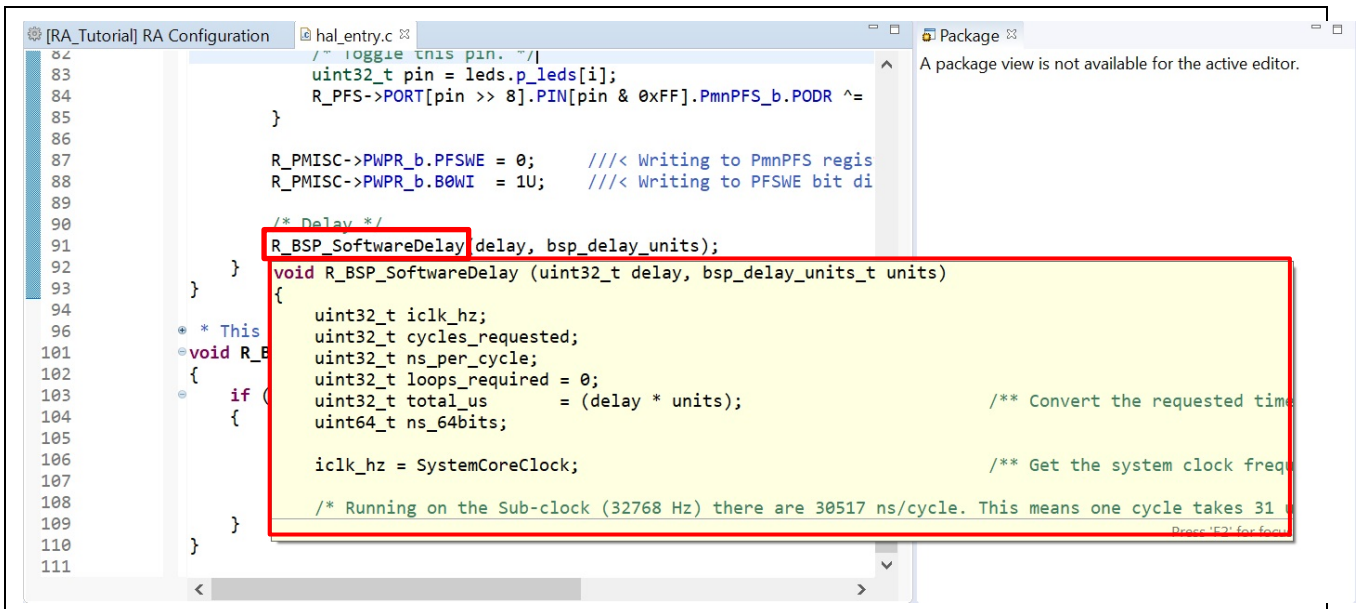 [RA_Tutorial] RA Configuration
hal_entry.c
Package
A package view is not available for the active editor.
82 /* Toggle this pin. */
83 uint32_t pin = leds.p_leds[i];
84 R_PFS->PORT[pin >> 8].PIN[pin & 0xFF].PmnPFS_b.PODR ^=
85 }
86
87 R_PMISC->PWPR_b.PFSWE = 0; ///< Writing to PmnPFS regis
88 R_PMISC->PWPR_b.B0WI = 1U; ///< Writing to PFSWE bit di
89
90 /* Delay */
91 R_BSP_SoftwareDelay(delay, bsp_delay_units);
92 }
93 }
94
96 * This
101 void R_B
102 {
103 if (
104 {
105
106
107
108
109 }
110 }
111
void R_BSP_SoftwareDelay (uint32_t delay, bsp_delay_units_t units)
{
uint32_t iclk_hz;
uint32_t cycles_requested;
uint32_t ns_per_cycle;
uint32_t loops_required = 0;
uint32_t total_us = (delay * units); /** Convert the requested time
uint64_t ns_64bits;
iclk_hz = SystemCoreClock; /** Get the system clock frequ
/* Running on the Sub-clock (32768 Hz) there are 30517 ns/cycle. This means one cycle takes 31 u
Press 'F2' for focus